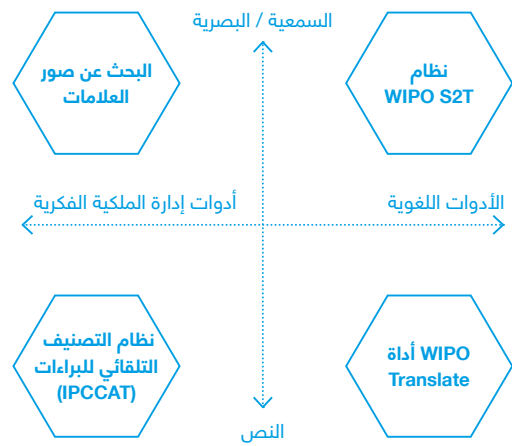 السمعية / البصرية
نظام
WIPO S2T
البحث عن صور
العلامات
الأدوات اللغوية
أدوات إدارة الملكية الفكرية
أداة WIPO
Translate
نظام التصنيف
التلقائي للبراءات
(IPCCAT)
النص